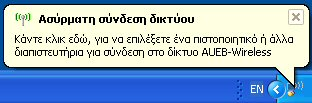 Ασύρματη σύνδεση δικτύου
Κάντε κλικ εδώ, για να επιλέξετε ένα πιστοποιητικό ή άλλα
διαπιστευτήρια για σύνδεση στο δίκτυο AUEB-Wireless
EN